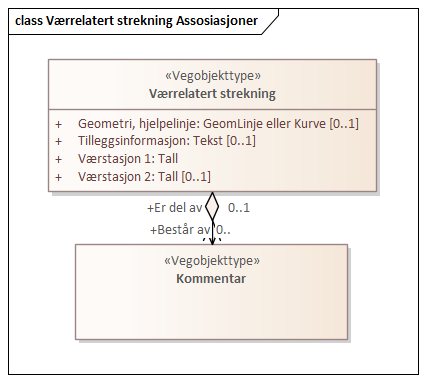 class Værrelatert strekning Assosiasjoner
«Vegobjekttype»
Værrelatert strekning
+ Geometri, hjelpelinje: GeomLinje eller Kurve [0..1]
+ Tilleggsinformasjon: Tekst [0..1]
+ Værstasjon 1: Tall
+ Værstasjon 2: Tall [0..1]
+Er del av 0..1
+Består av 0..
«Vegobjekttype»
Kommentar